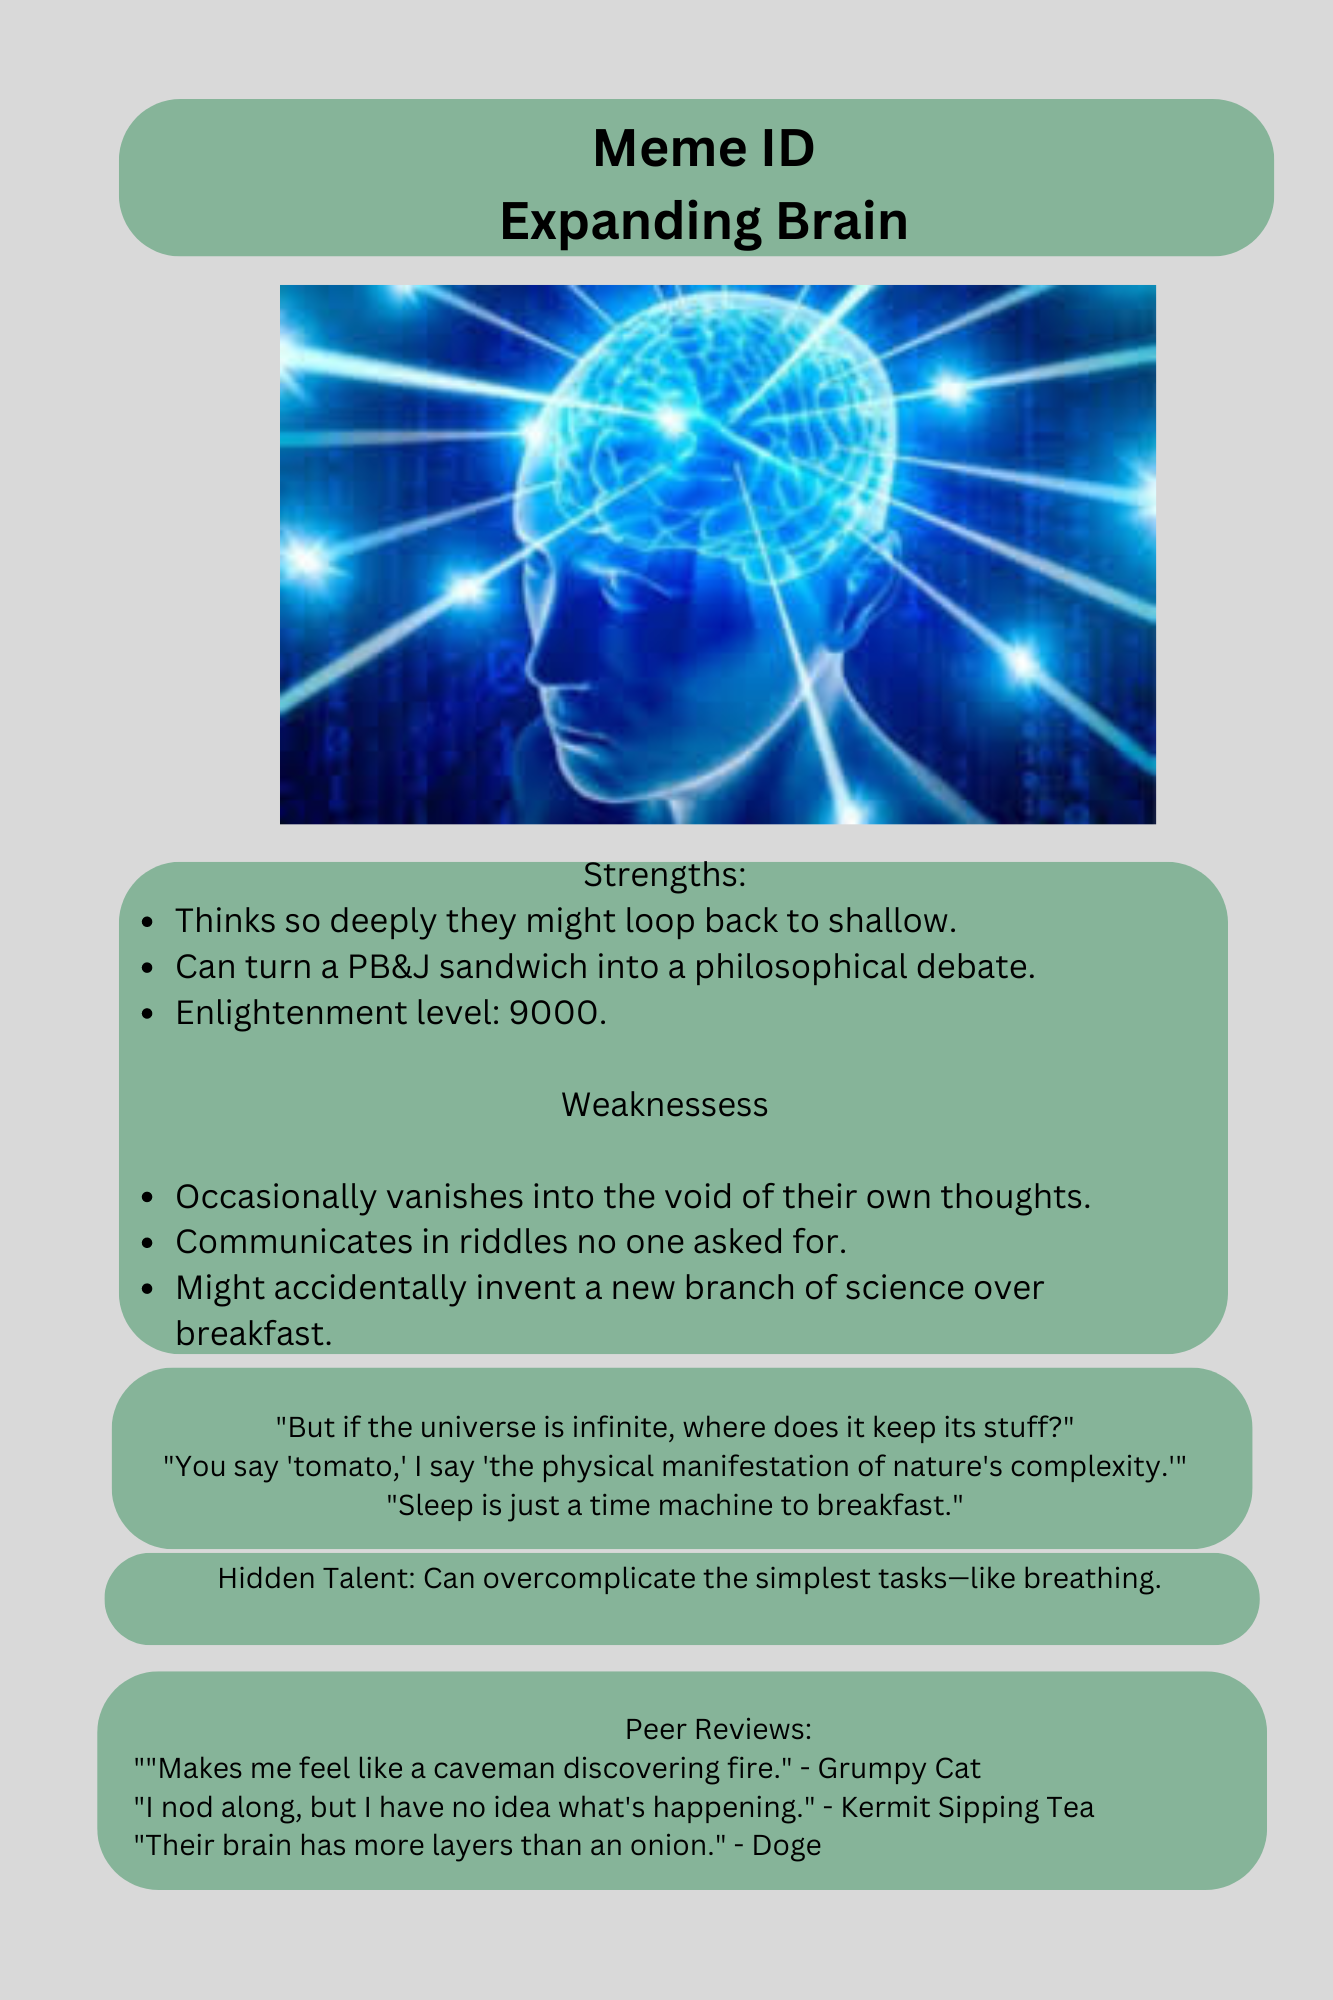 Meme ID
Expanding Brain
Strengths:
• Thinks so deeply they might loop back to shallow.
• Can turn a PB&J sandwich into a philosophical debate.
• Enlightenment level: 9000.
Weaknessess
• Occasionally vanishes into the void of their own thoughts.
• Communicates in riddles no one asked for.
• Might accidentally invent a new branch of science over
breakfast.
"But if the universe is infinite, where does it keep its stuff?"
"You say 'tomato,' I say 'the physical manifestation of nature's complexity.'"
"Sleep is just a time machine to breakfast."
Hidden Talent: Can overcomplicate the simplest tasks—like breathing.
Peer Reviews:
""Makes me feel like a caveman discovering fire." - Grumpy Cat
"I nod along, but I have no idea what's happening." - Kermit Sipping Tea
"Their brain has more layers than an onion." - Doge